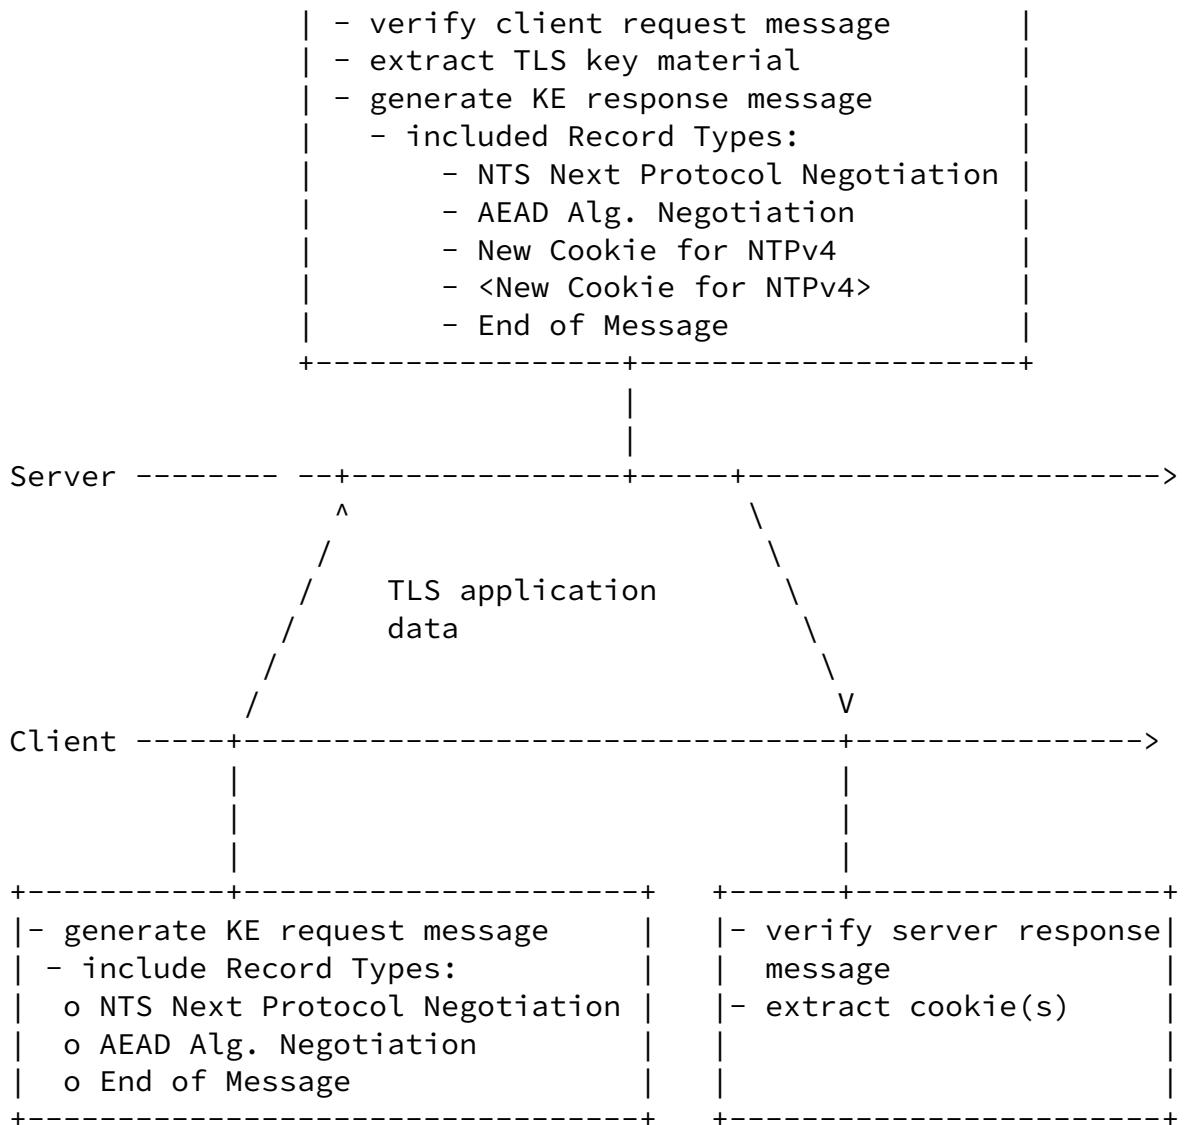 | - verify client request message       |
| - extract TLS key material            |
| - generate KE response message        |
|   - included Record Types:            |
|       - NTS Next Protocol Negotiation |
|       - AEAD Alg. Negotiation         |
|       - New Cookie for NTPv4          |
|       - <New Cookie for NTPv4>        |
|       - End of Message                |
+-----------------+---------------------+
|
|
Server -------- --+---------------+-----+----------------------->
^                      \
/                        \
/    TLS application       \
/     data                   \
/                              \
/                                V
Client -----+---------------------------------+---------------->
|                                 |
|                                 |
|                                 |
+-----------+----------------------+   +------+-----------------+
|- generate KE request message     |   |- verify server response|
| - include Record Types:          |   |  message               |
|  o NTS Next Protocol Negotiation |   |- extract cookie(s)     |
|  o AEAD Alg. Negotiation         |   |                        |
|  o End of Message                |   |                        |
+----------------------------------+   +------------------------+